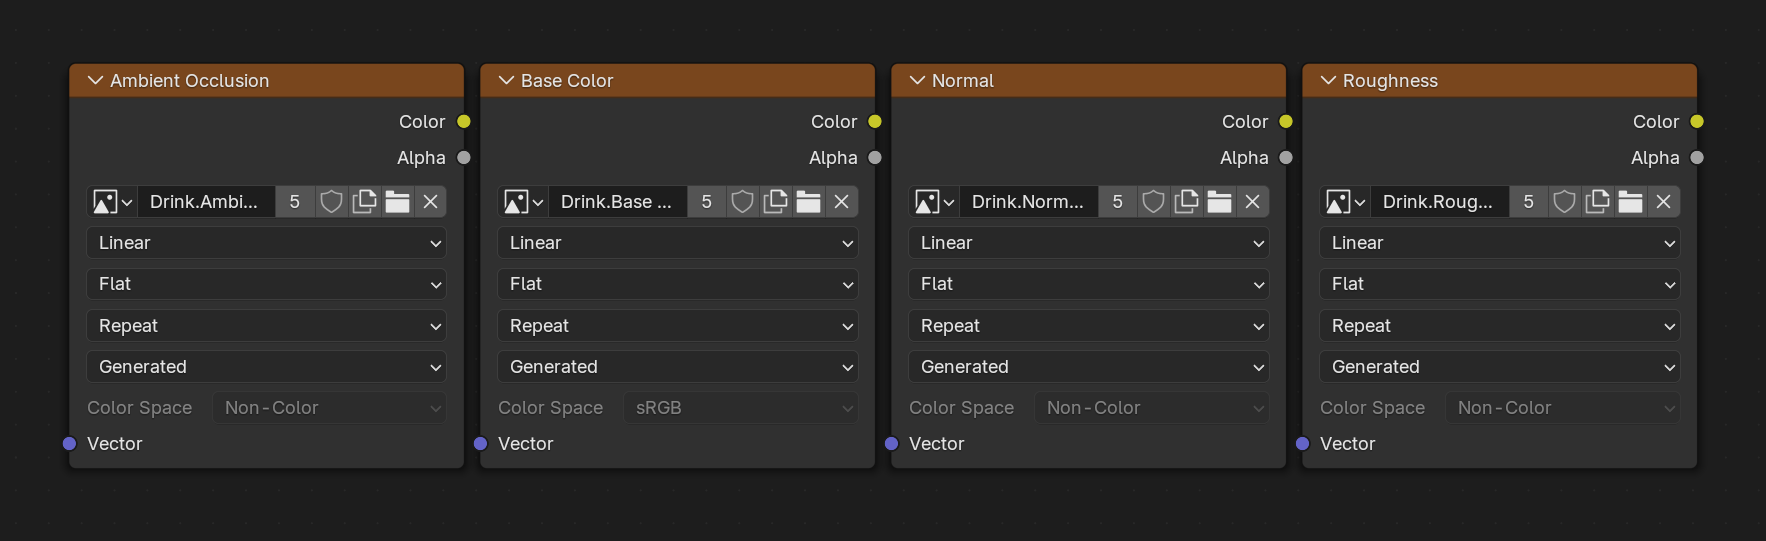 Ambient Occlusion
Color
Alpha
Drink.Ambi... 5
Linear
Flat
Repeat
Generated
Color Space Non-Color
Vector
Base Color
Color
Alpha
Drink.Base ... 5
Linear
Flat
Repeat
Generated
Color Space sRGB
Vector
Normal
Color
Alpha
Drink.Norm... 5
Linear
Flat
Repeat
Generated
Color Space Non-Color
Vector
Roughness
Color
Alpha
Drink.Roug... 5
Linear
Flat
Repeat
Generated
Color Space Non-Color
Vector